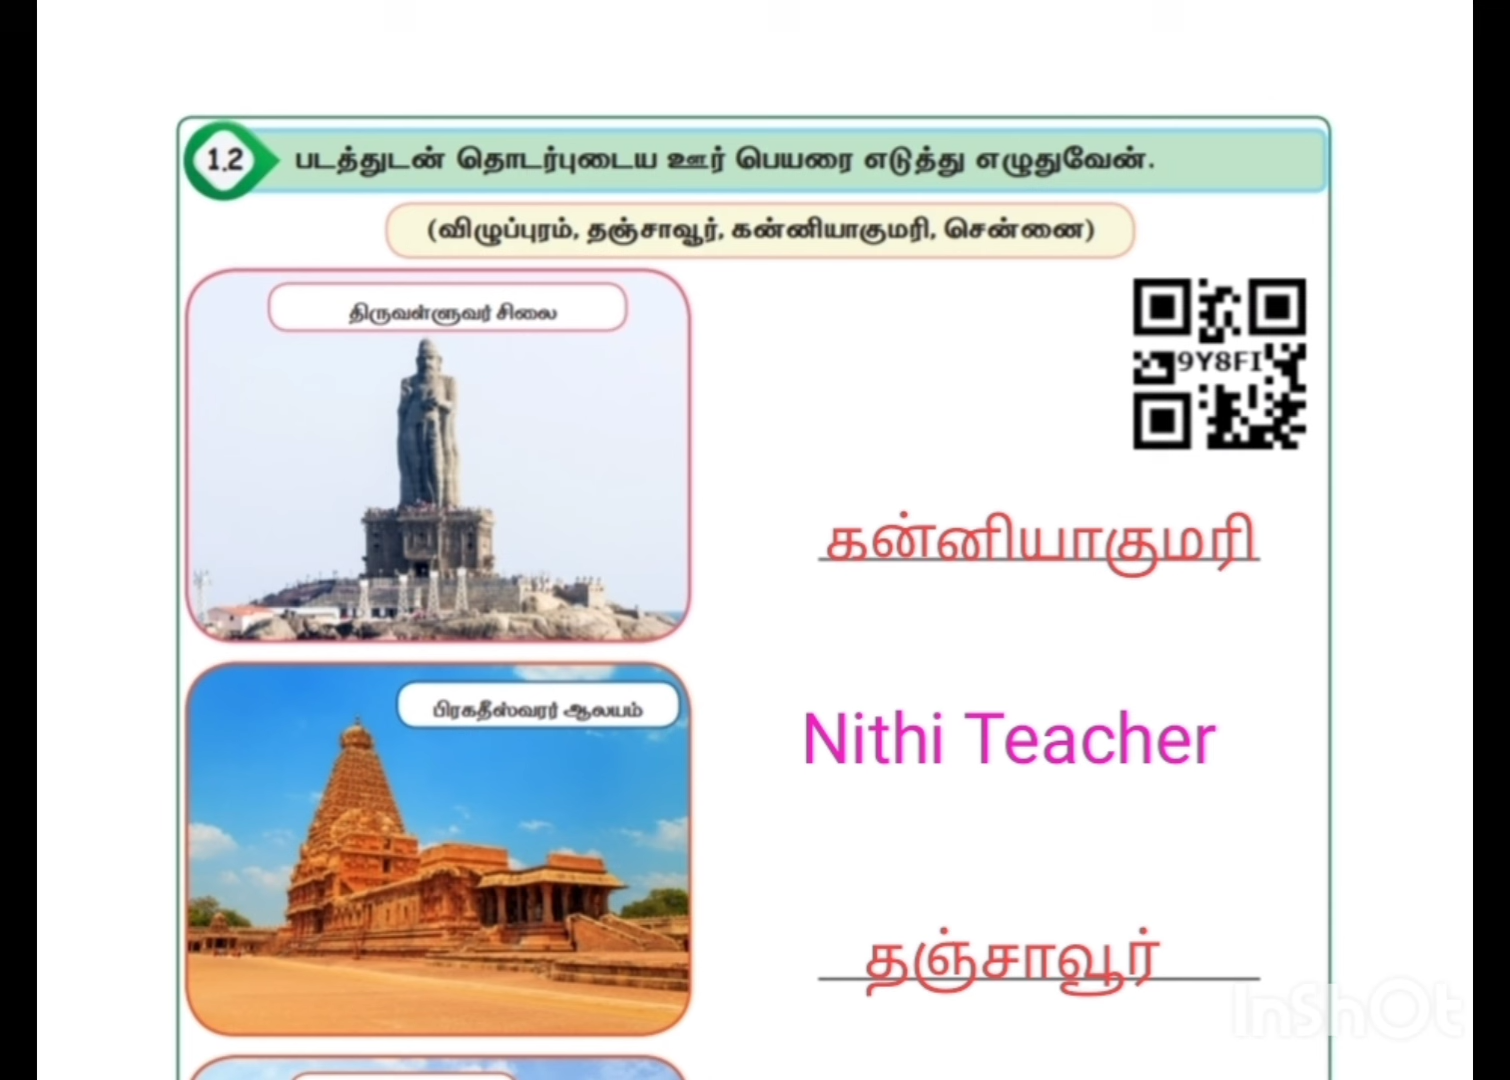 1.2 படத்துடன் தொடர்புடைய ஊர் பெயரை எடுத்து எழுதுவேன்.
(விழுப்புரம், தஞ்சாவூர், கன்னியாகுமரி, சென்னை)
திருவள்ளுவர் சிலை
9Y8FI
கன்னியாகுமரி
பிரகதீஸ்வரர் ஆலயம்
Nithi Teacher
தஞ்சாவூர்
InShOt